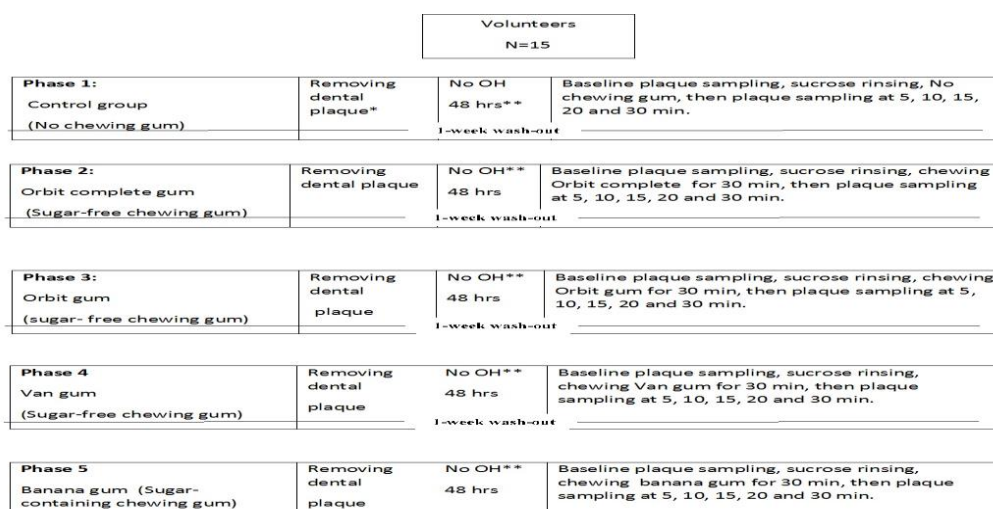 Volunteers
N=15
Phase 1:
Control group
(No chewing gum)
Removing
dental
plaque*
No OH
48 hrs**
Baseline plaque sampling, sucrose rinsing, No
chewing gum, then plaque sampling at 5, 10, 15,
20 and 30 min.
1-week wash-out
Phase 2:
Orbit complete gum
(Sugar-free chewing gum)
Removing
dental plaque
No OH**
48 hrs
Baseline plaque sampling, sucrose rinsing, chewing
Orbit complete for 30 min, then plaque sampling
at 5, 10, 15, 20 and 30 min.
1-week wash-out
Phase 3:
Orbit gum
(sugar- free chewing gum)
Removing
dental
plaque
No OH**
48 hrs
Baseline plaque sampling, sucrose rinsing, chewing
Orbit gum for 30 min, then plaque sampling at 5,
10, 15, 20 and 30 min.
1-week wash-out
Phase 4
Van gum
(Sugar-free chewing gum)
Removing
dental
plaque
No OH**
48 hrs
Baseline plaque sampling, sucrose rinsing,
chewing Van gum for 30 min, then plaque
sampling at 5, 10, 15, 20 and 30 min.
1-week wash-out
Phase 5
Banana gum (Sugar-
containing chewing gum)
Removing
dental
plaque
No OH**
48 hrs
Baseline plaque sampling, sucrose rinsing,
chewing banana gum for 30 min, then plaque
sampling at 5, 10, 15, 20 and 30 min.